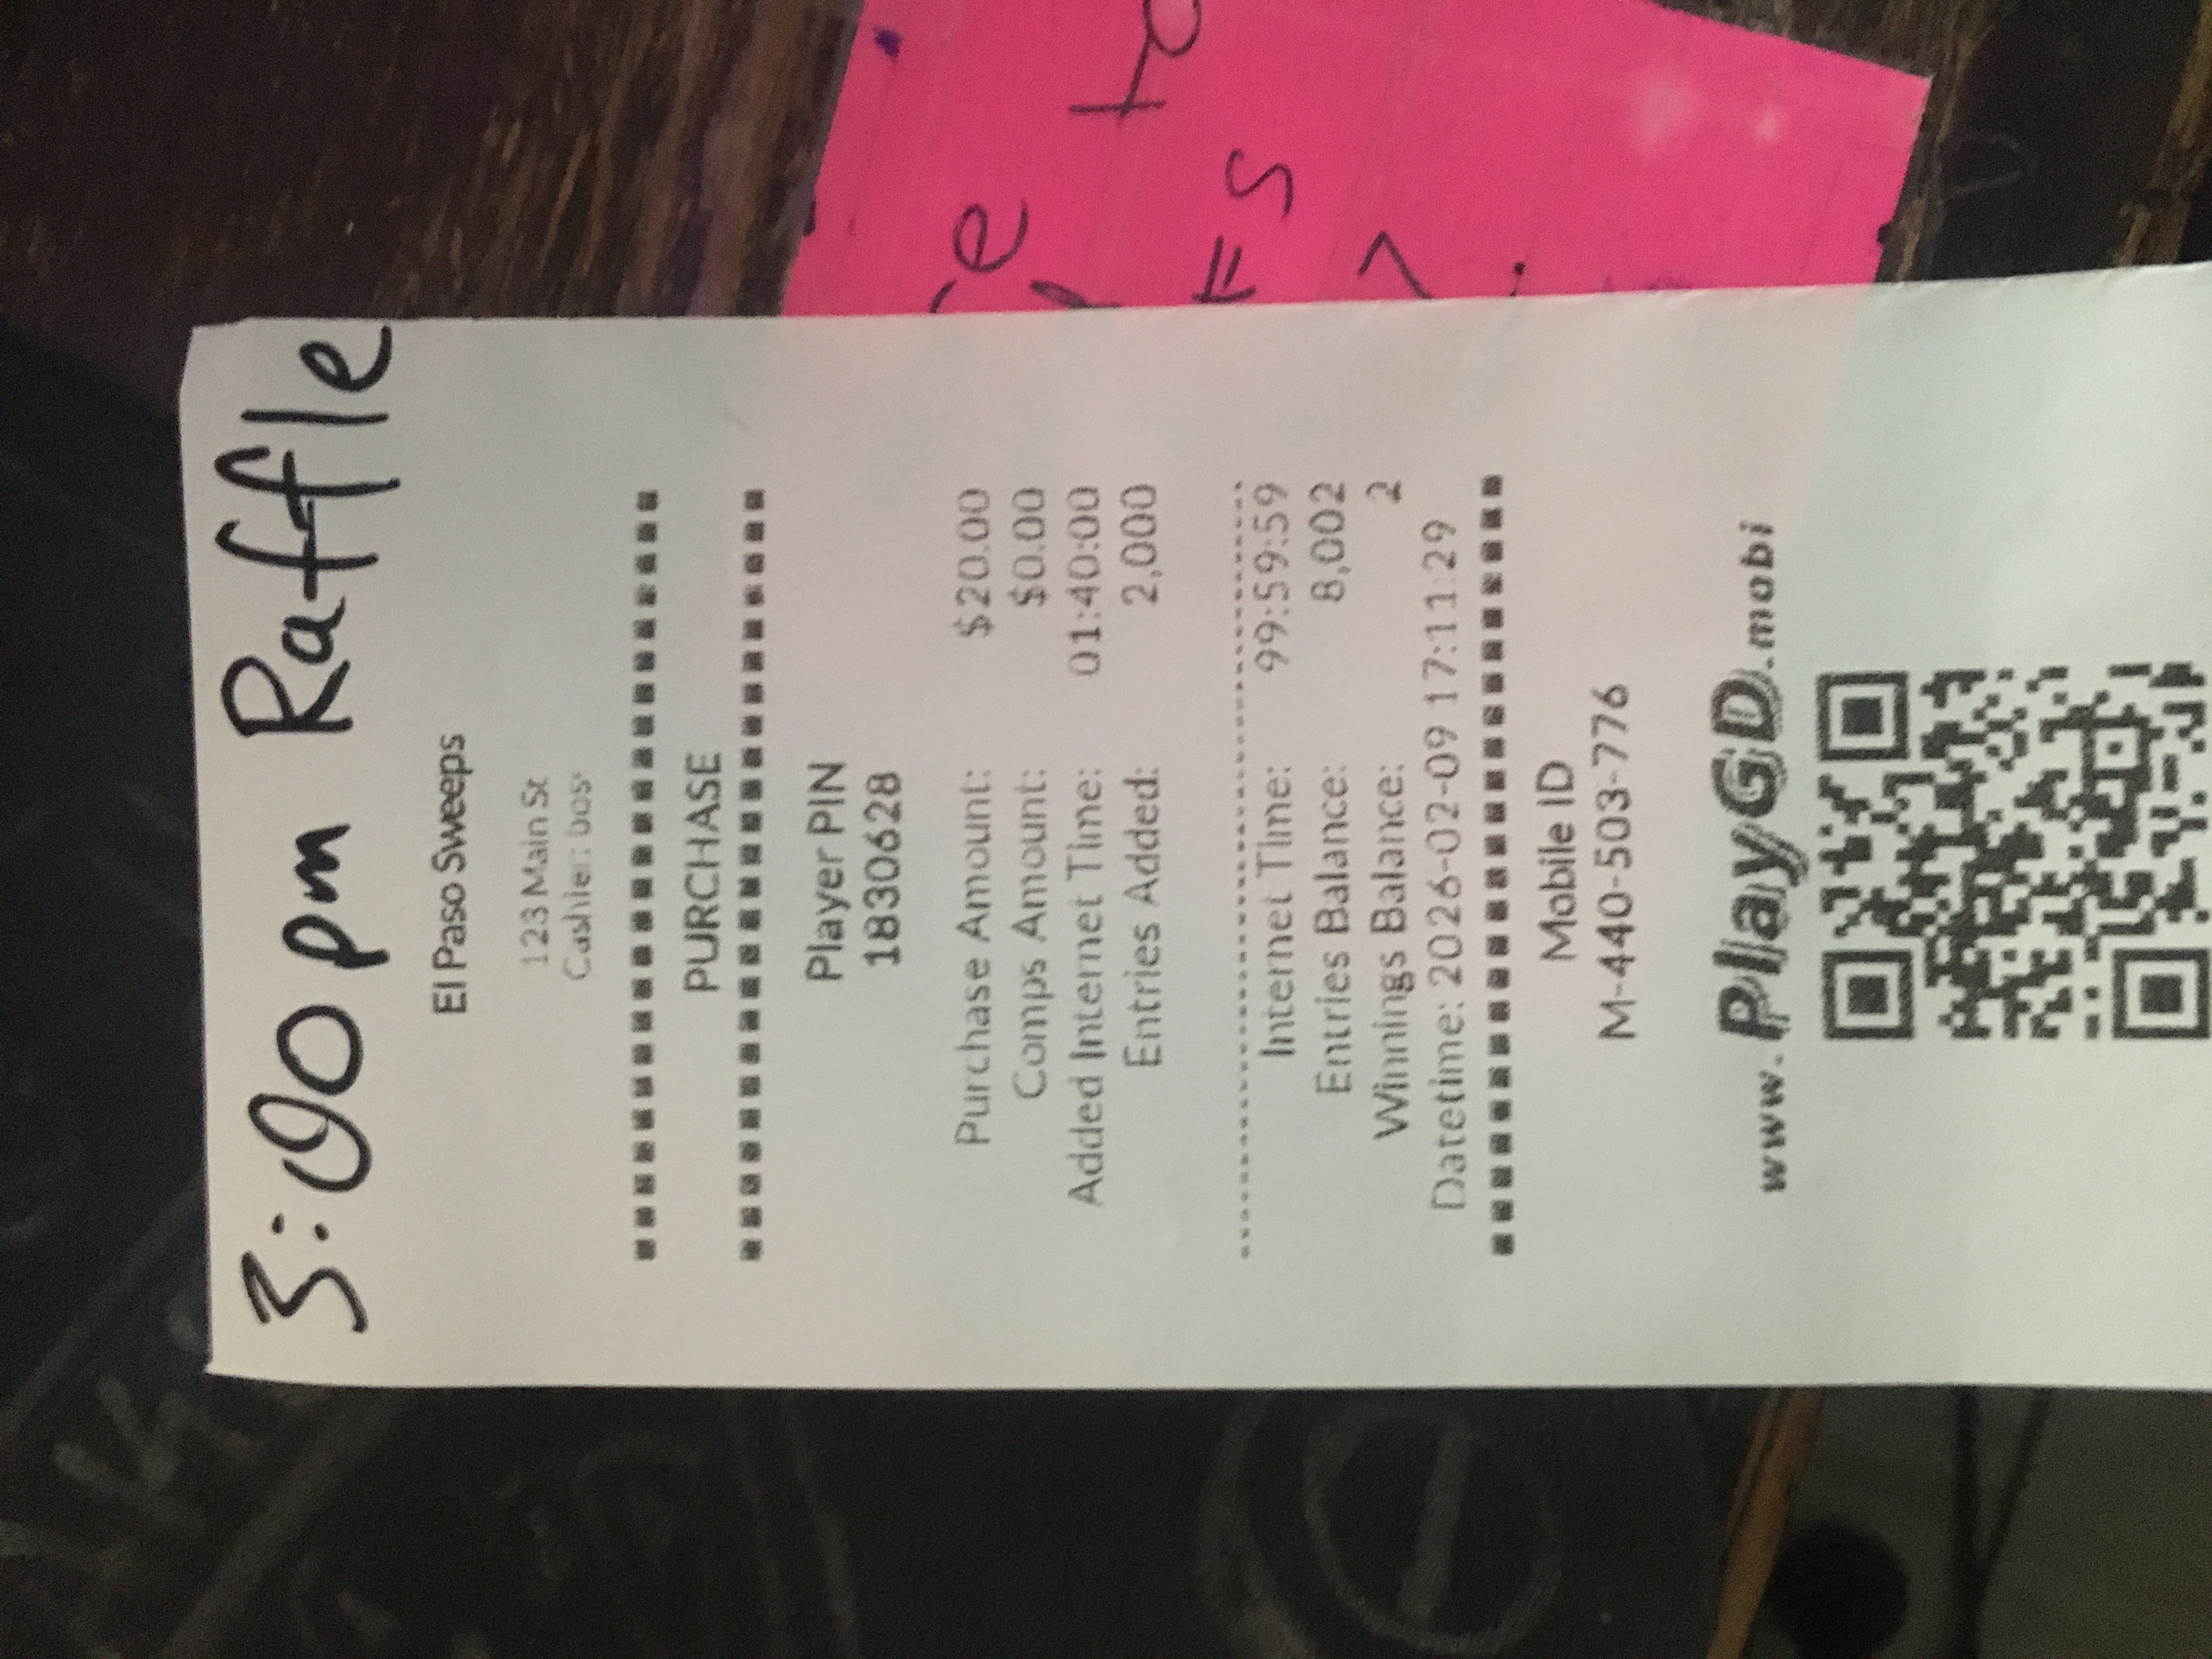 3:00 pm Raffle
El Paso Sweeps
123 Main St
Cashier: boss
PURCHASE
Player PIN
1830628
Purchase Amount: $20.00
Comps Amount: $0.00
Added Internet Time: 01:40:00
Entries Added: 2,000
Internet Time: 99:59:59
Entries Balance: 8,002
Winnings Balance: 2
Datetime: 2026-02-09 17:11:29
Mobile ID
M-440-503-776
www.PlayGD.mobi